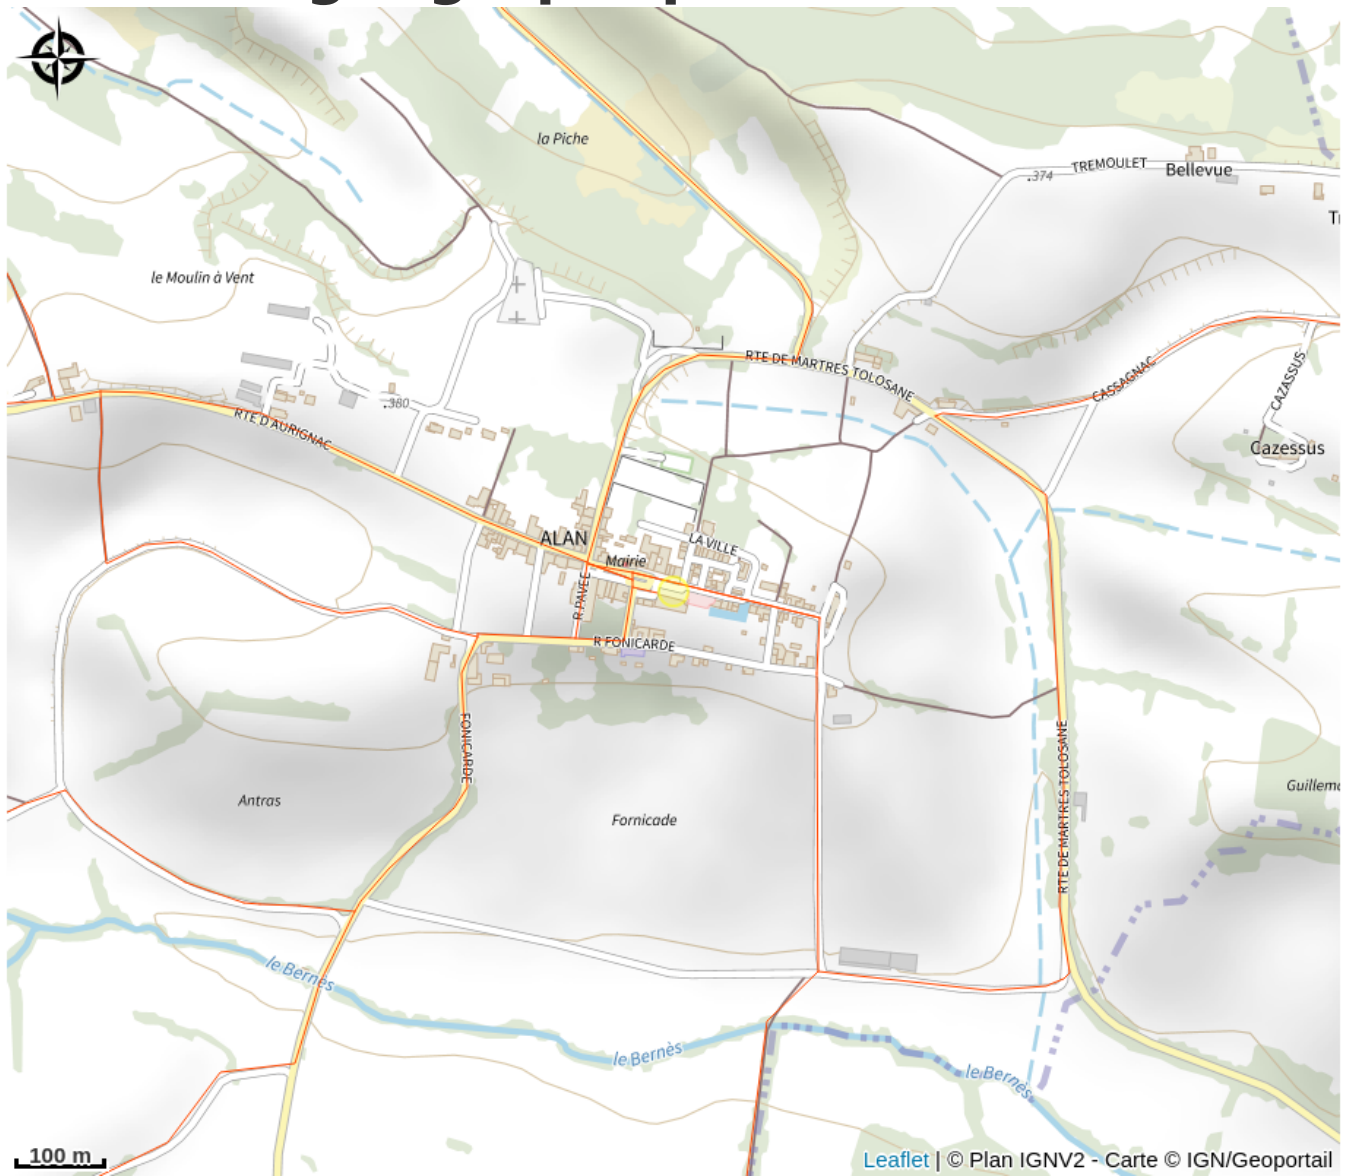 la Piche
TREMOULET
.374
Bellevue
le Moulin à Vent
RTE DE MARTRES TOLOSANE
CASSAGNAC
CAZASSUS
.380
RTE D'AURIGNAC
Cazessus
ALAN
LA VILLE
Mairie
R PAVEE
R FONICARDE
FONICARDE
RTE DE MARTRES TOLOSANE
Antras
Fornicade
le Bernès
le Bernès
le Bernès
100 m
Leaflet | © Plan IGNV2 - Carte © IGN/Geoportail